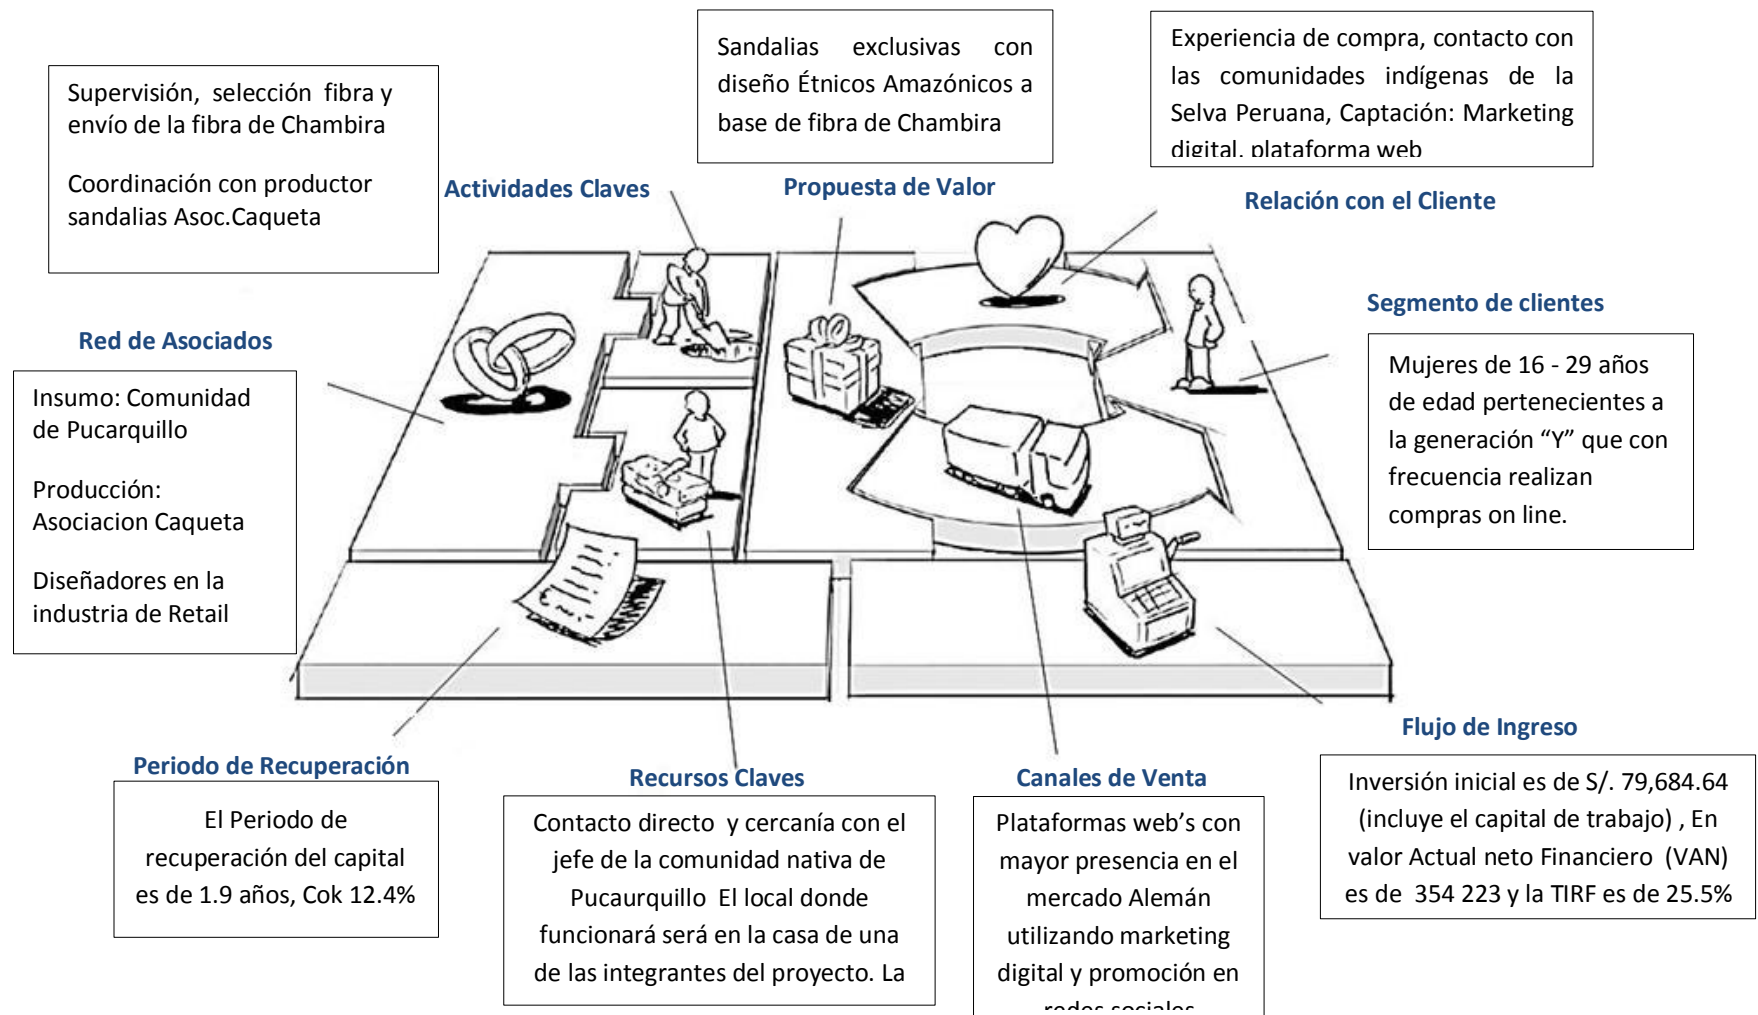 Supervisión, selección fibra y
envío de la fibra de Chambira
Coordinación con productor
sandalias Asoc.Caqueta
Actividades Claves
Sandalias exclusivas con
diseño Étnicos Amazónicos a
base de fibra de Chambira
Propuesta de Valor
Experiencia de compra, contacto con
las comunidades indígenas de la
Selva Peruana, Captación: Marketing
digital, plataforma web
Relación con el Cliente
Segmento de clientes
Mujeres de 16 - 29 años
de edad pertenecientes a
la generación “Y” que con
frecuencia realizan
compras on line.
Red de Asociados
Insumo: Comunidad
de Pucarquillo
Producción:
Asociacion Caqueta
Diseñadores en la
industria de Retail
Periodo de Recuperación
El Periodo de
recuperación del capital
es de 1.9 años, Cok 12.4%
Recursos Claves
Contacto directo y cercanía con el
jefe de la comunidad nativa de
Pucaurquillo El local donde
funcionará será en la casa de una
de las integrantes del proyecto. La
Canales de Venta
Plataformas web’s con
mayor presencia en el
mercado Alemán
utilizando marketing
digital y promoción en
redes sociales
Flujo de Ingreso
Inversión inicial es de S/. 79,684.64
(incluye el capital de trabajo) , En
valor Actual neto Financiero (VAN)
es de 354 223 y la TIRF es de 25.5%